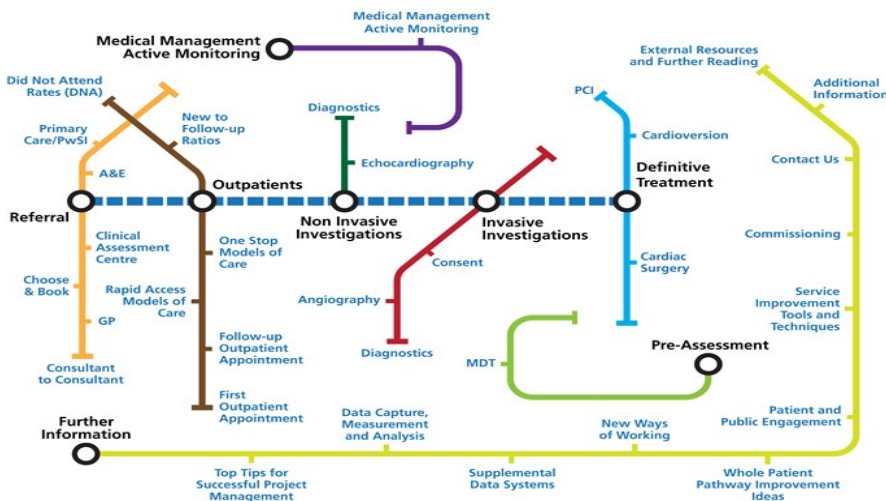 Medical Management
Active Monitoring
Medical Management
Active Monitoring
External Resources
and Further Reading
Did Not Attend
Rates (DNA)
Additional
Information
PCI
Diagnostics
New to
Follow-up
Ratios
Primary
Care/PwSI
Cardioversion
Echocardiography
Contact Us
A&E
Outpatients
Definitive
Treatment
Referral
Non Invasive
Investigations
Invasive
Investigations
Commissioning
Clinical
Assessment
Centre
One Stop
Models of
Care
Consent
Cardiac
Surgery
Choose
& Book
Rapid Access
Models of
Care
Angiography
Service
Improvement
Tools and
Techniques
GP
Follow-up
Outpatient
Appointment
Diagnostics
MDT
Pre-Assessment
Consultant
to Consultant
First
Outpatient
Appointment
Further
Information
Data Capture,
Measurement
and Analysis
New Ways
of Working
Patient and
Public Engagement
Top Tips for
Successful Project
Management
Supplemental
Data Systems
Whole Patient
Pathway Improvement
Ideas